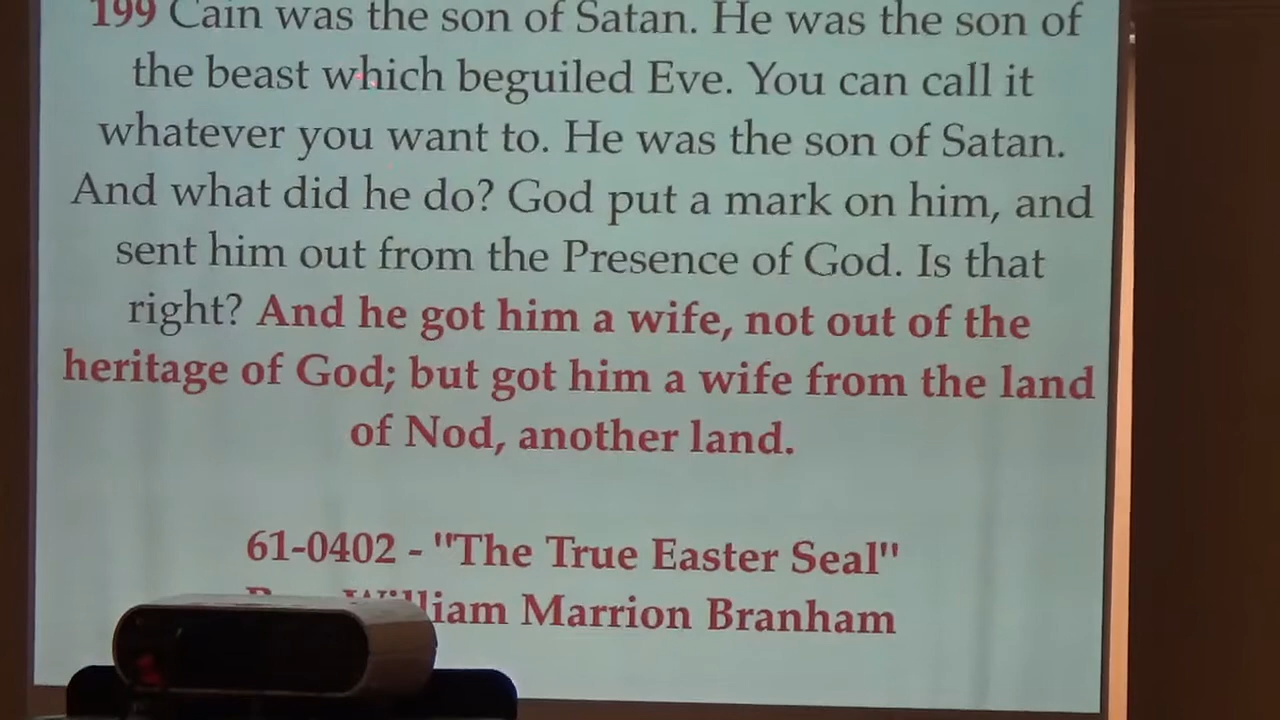 199 Cain was the son of Satan. He was the son of
the beast which beguiled Eve. You can call it
whatever you want to. He was the son of Satan.
And what did he do? God put a mark on him, and
sent him out from the Presence of God. Is that
right? And he got him a wife, not out of the
heritage of God; but got him a wife from the land
of Nod, another land.
61-0402 - "The True Easter Seal"
William Marrion Branham